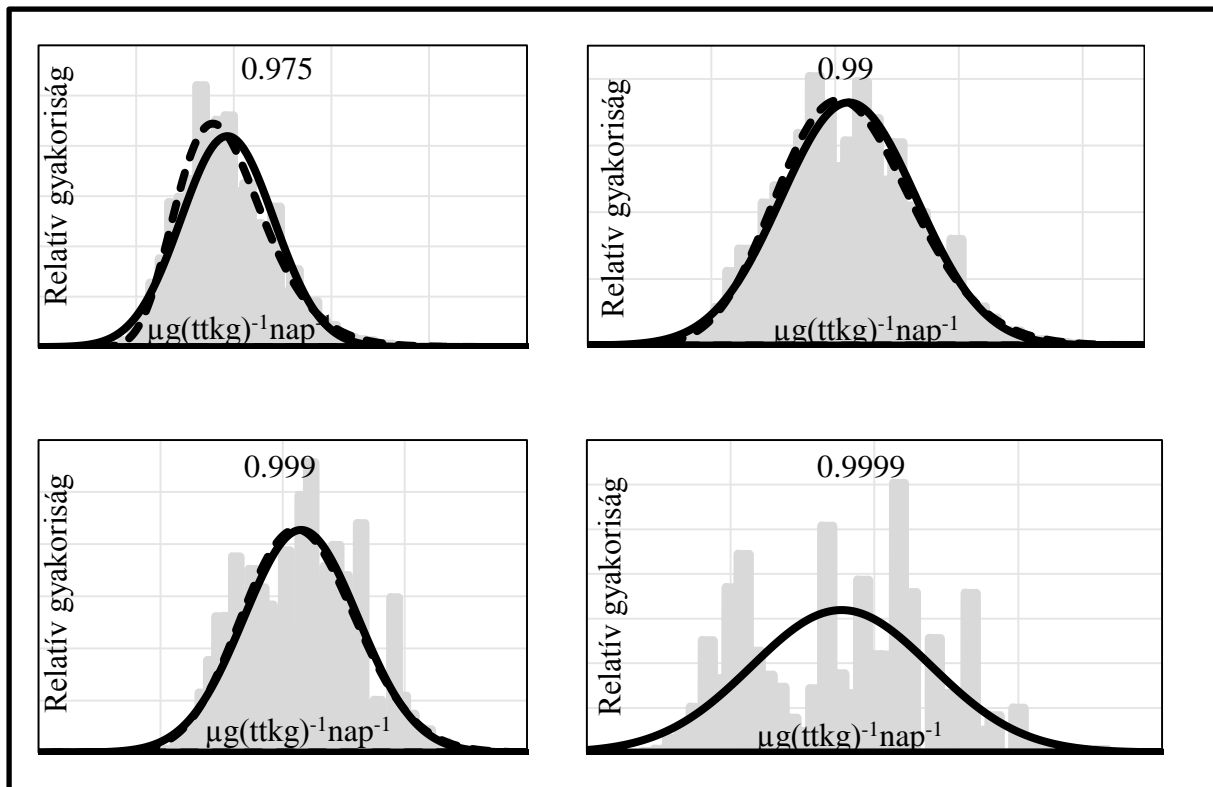 0.975
Relatív gyakoriság
µg(ttkg)⁻¹nap⁻¹
0.99
Relatív gyakoriság
µg(ttkg)⁻¹nap⁻¹
0.999
Relatív gyakoriság
µg(ttkg)⁻¹nap⁻¹
0.9999
Relatív gyakoriság
µg(ttkg)⁻¹nap⁻¹